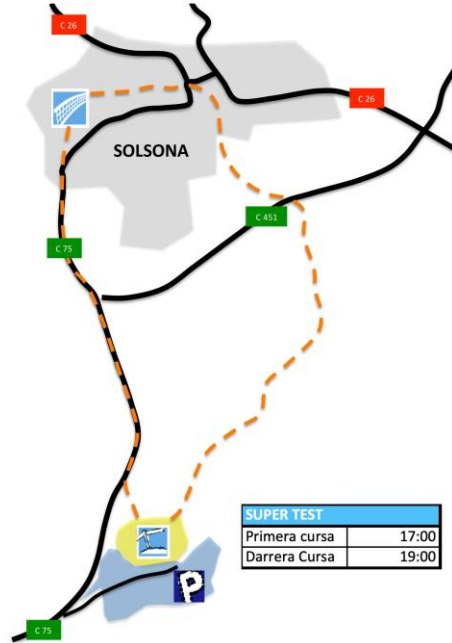 C 26
C 26
SOLSONA
C 451
C 75
SUPER TEST
Primera cursa 17:00
Darrera Cursa 19:00
P
C 75